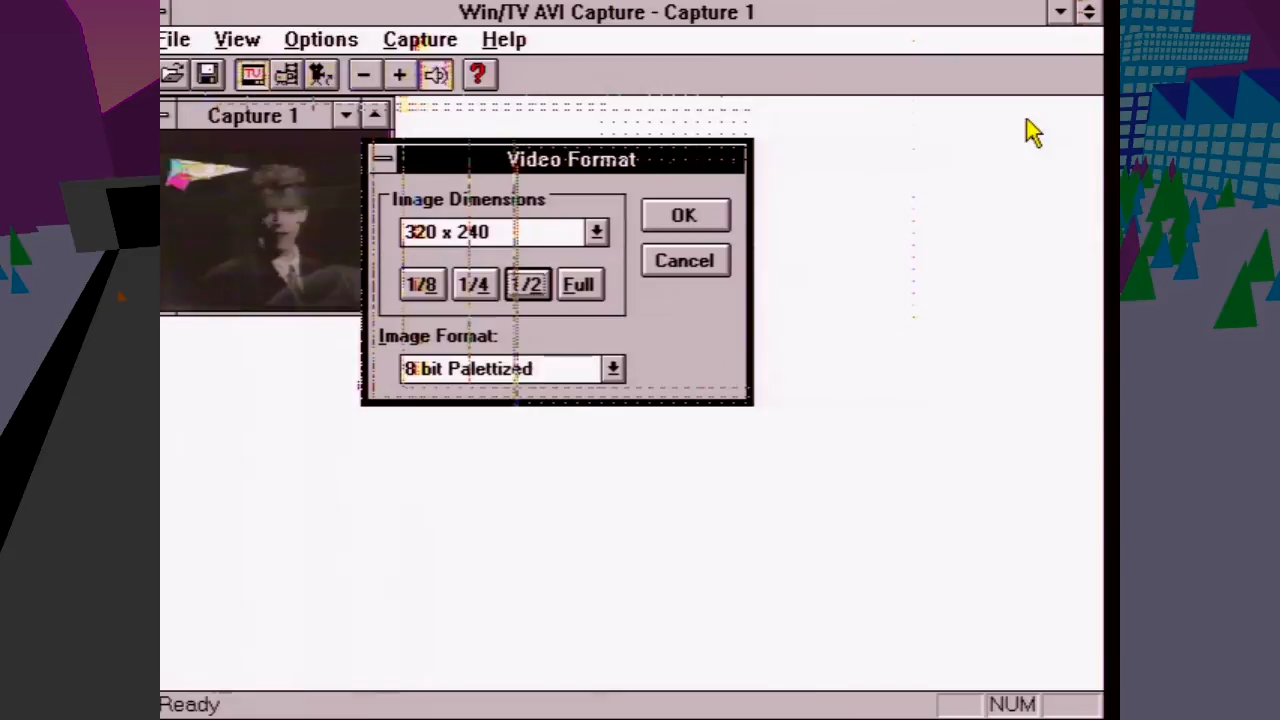 Win/TV AVI Capture - Capture 1
File View Options Capture Help
TV - + ?
Capture 1
Video Format
Image Dimensions
320 x 240
OK
Cancel
1/8 1/4 1/2 Full
Image Format:
8 bit Palettized
Ready
NUM